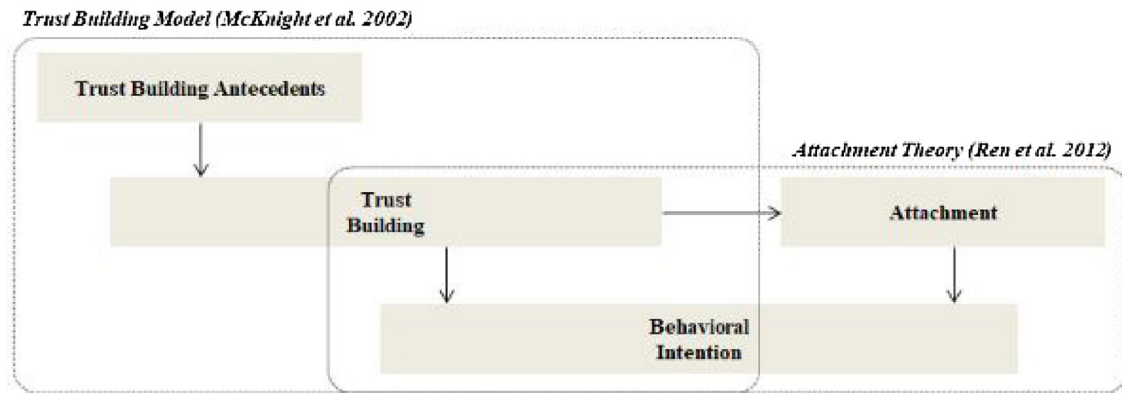 Trust Building Model (McKnight et al. 2002)
Trust Building Antecedents
Attachment Theory (Ren et al. 2012)
Trust
Building
Attachment
Behavioral
Intention